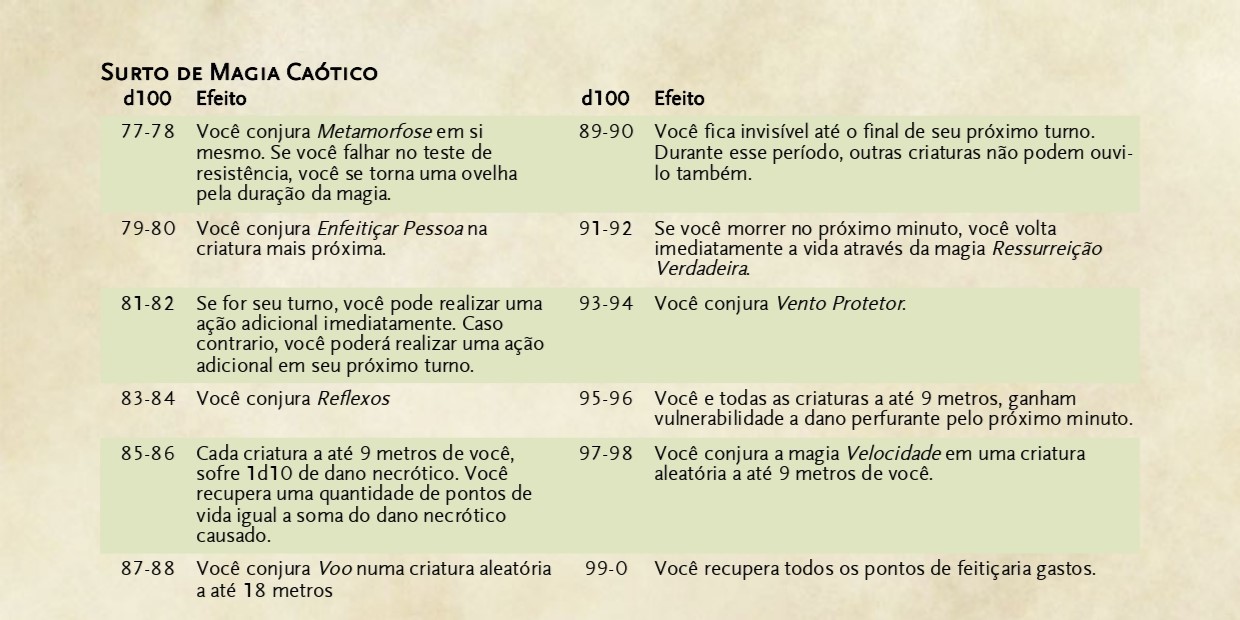 Surto de Magia Caótico
d100 Efeito
77-78 Você conjura Metamorfose em si
mesmo. Se você falhar no teste de
resistência, você se torna uma ovelha
pela duração da magia.
79-80 Você conjura Enfeitiçar Pessoa na
criatura mais próxima.
81-82 Se for seu turno, você pode realizar uma
ação adicional imediatamente. Caso
contrario, você poderá realizar uma ação
adicional em seu próximo turno.
83-84 Você conjura Reflexos
85-86 Cada criatura a até 9 metros de você,
sofre 1d10 de dano necrótico. Você
recupera uma quantidade de pontos de
vida igual a soma do dano necrótico
causado.
87-88 Você conjura Voo numa criatura aleatória
a até 18 metros
d100 Efeito
89-90 Você fica invisível até o final de seu próximo turno.
Durante esse período, outras criaturas não podem ouvi-
lo também.
91-92 Se você morrer no próximo minuto, você volta
imediatamente a vida através da magia Ressurreição
Verdadeira.
93-94 Você conjura Vento Protetor.
95-96 Você e todas as criaturas a até 9 metros, ganham
vulnerabilidade a dano perfurante pelo próximo minuto.
97-98 Você conjura a magia Velocidade em uma criatura
aleatória a até 9 metros de você.
99-0 Você recupera todos os pontos de feitiçaria gastos.